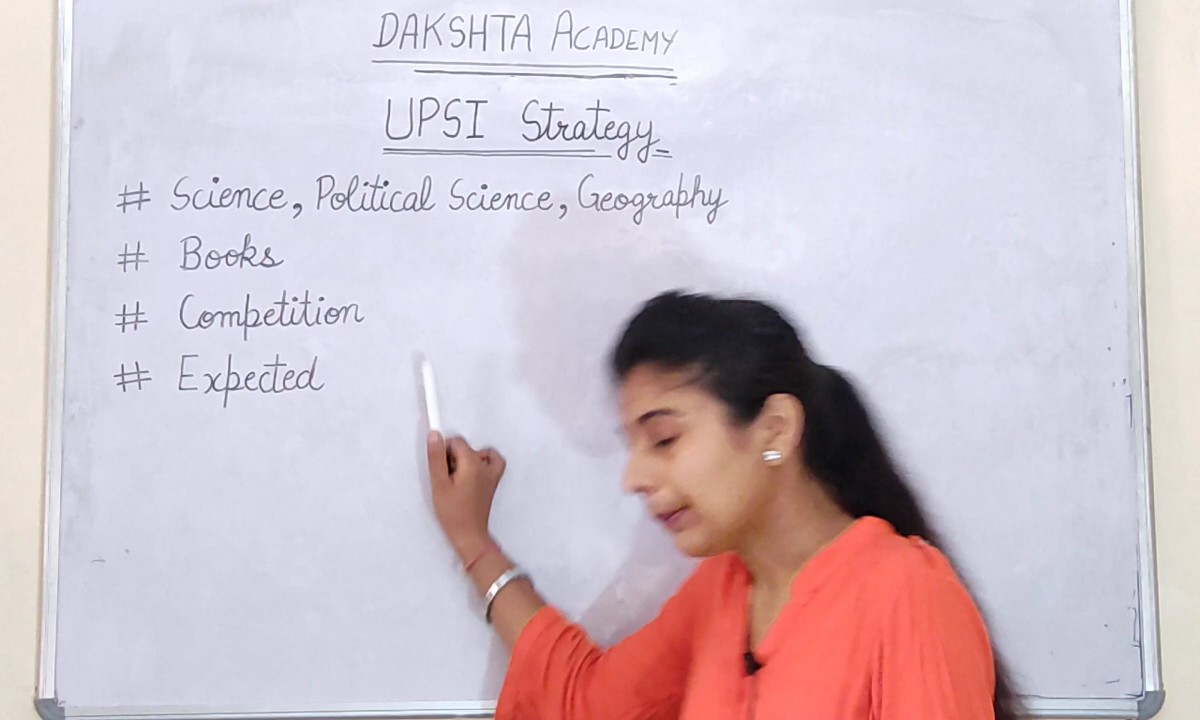 DAKSHTA ACADEMY
UPSI Strategy
# Science, Political Science, Geography
# Books
# Competition
# Expected